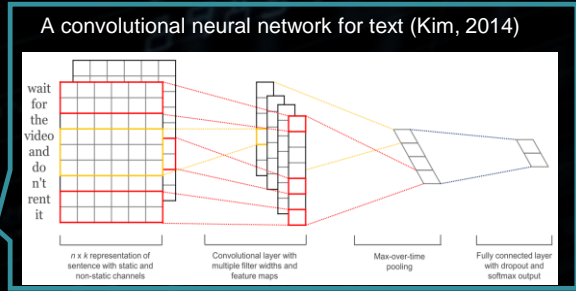 A convolutional neural network for text (Kim, 2014)
wait
for
the
video
and
do
n't
rent
it
n x k representation of
sentence with static and
non-static channels
Convolutional layer with
multiple filter widths and
feature maps
Max-over-time
pooling
Fully connected layer
with dropout and
softmax output